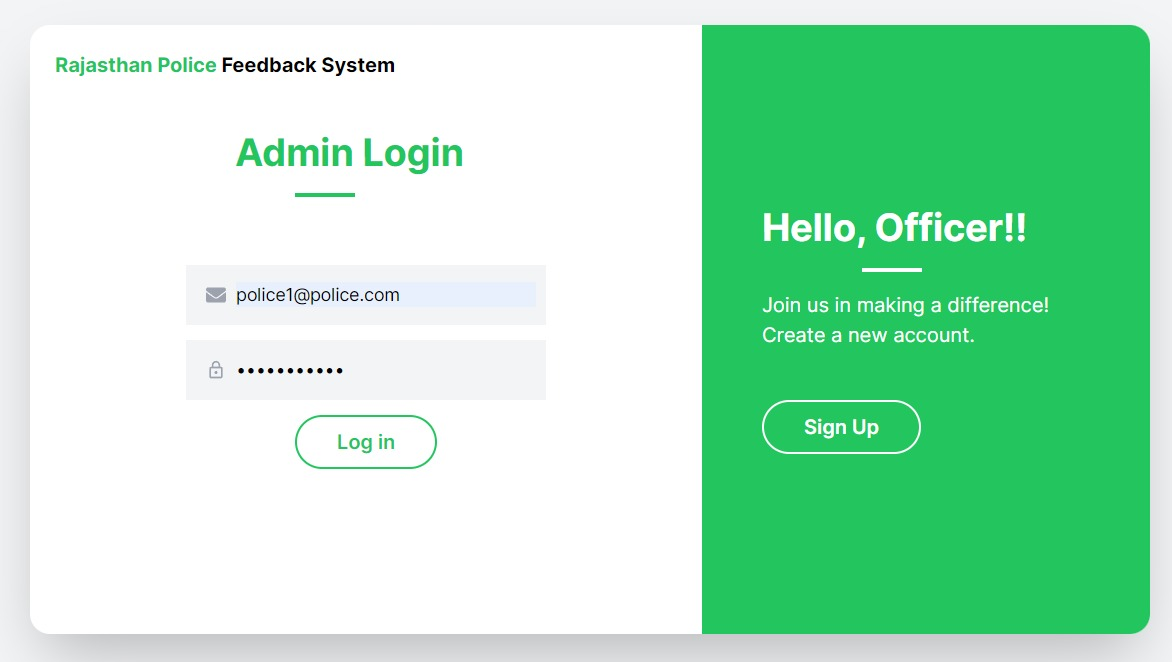 Rajasthan Police Feedback System
Admin Login
police1@police.com
•••••••••••
Log in
Hello, Officer!!
Join us in making a difference!
Create a new account.
Sign Up